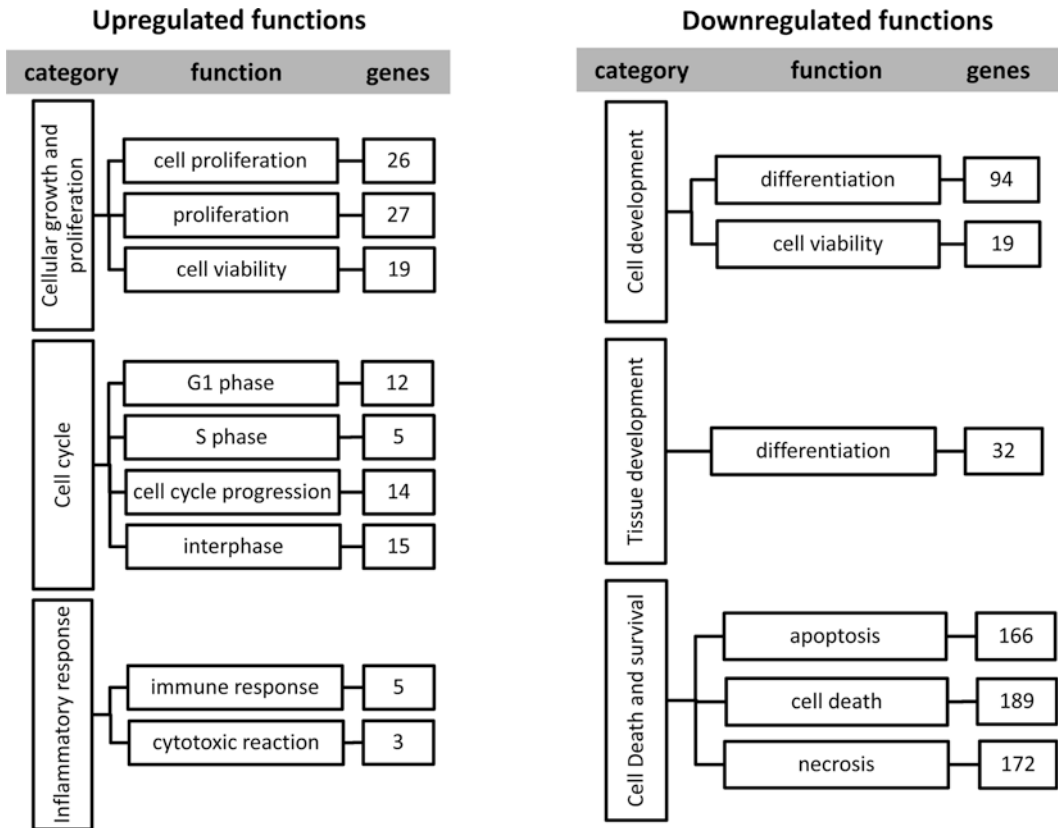 Upregulated functions
category function genes
Cellular growth and
proliferation
cell proliferation 26
proliferation 27
cell viability 19
Cell cycle
G1 phase 12
S phase 5
cell cycle progression 14
interphase 15
Inflammatory response
immune response 5
cytotoxic reaction 3
Downregulated functions
category function genes
Cell development
differentiation 94
cell viability 19
Tissue development
differentiation 32
Cell Death and survival
apoptosis 166
cell death 189
necrosis 172